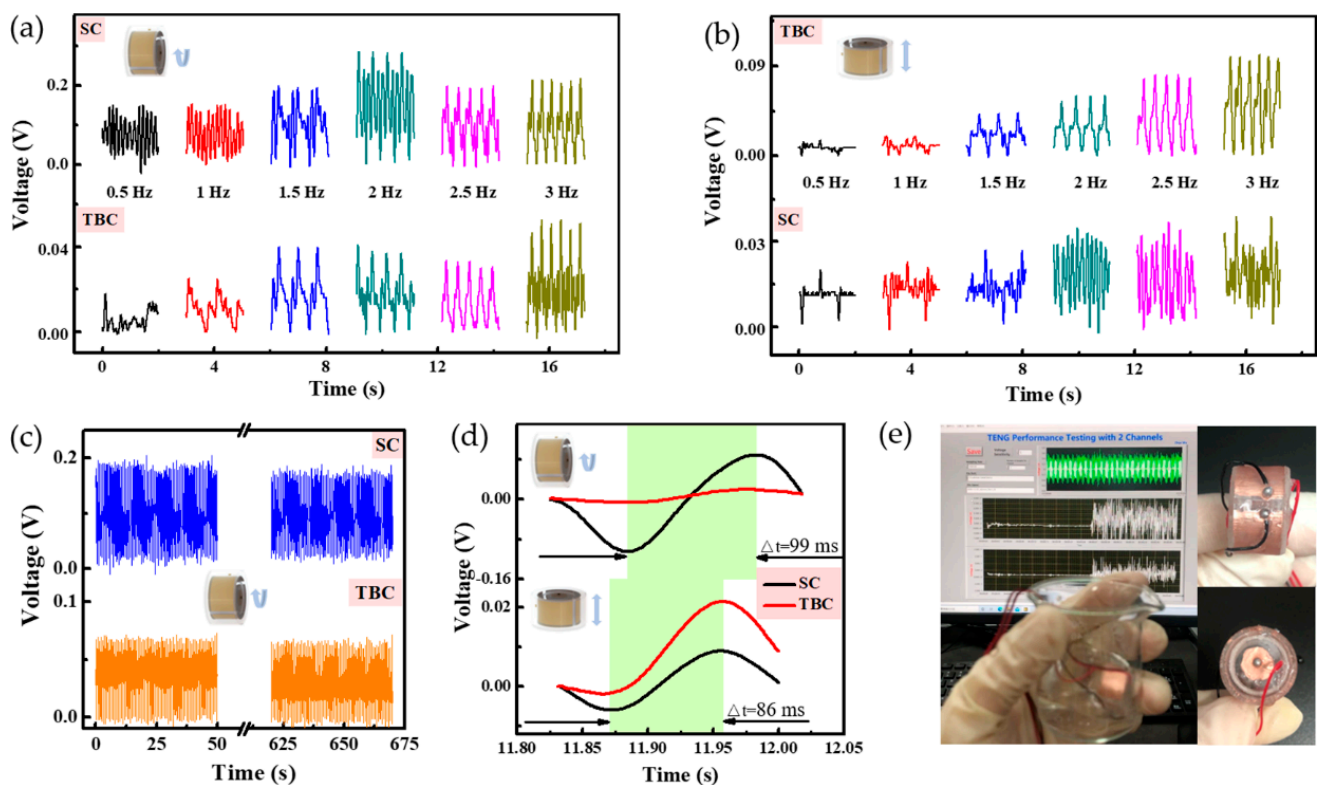 (a)
SC
Voltage (V)
0.2
0.0
0.5 Hz 1 Hz 1.5 Hz 2 Hz 2.5 Hz 3 Hz
TBC
0.04
0.00
0 4 8 12 16
Time (s)
(b)
TBC
Voltage (V)
0.09
0.00
0.5 Hz 1 Hz 1.5 Hz 2 Hz 2.5 Hz 3 Hz
SC
0.03
0.00
0 4 8 12 16
Time (s)
(c)
SC
Voltage (V)
0.2
0.0
TBC
0.1
0.0
0 25 50 625 650 675
Time (s)
(d)
Voltage (V)
0.00
△t=99 ms
-0.16
SC
TBC
0.02
0.00
△t=86 ms
11.80 11.85 11.90 11.95 12.00 12.05
Time (s)
(e)
TENG Performance Testing with 2 Channels
Save